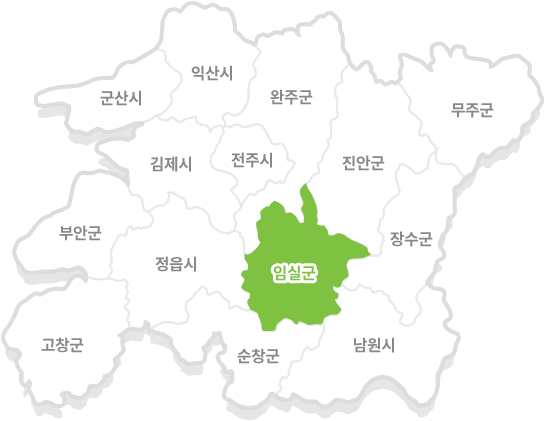 익산시
군산시
완주군
무주군
김제시
전주시
진안군
부안군
장수군
정읍시
임실군
고창군
순창군
남원시